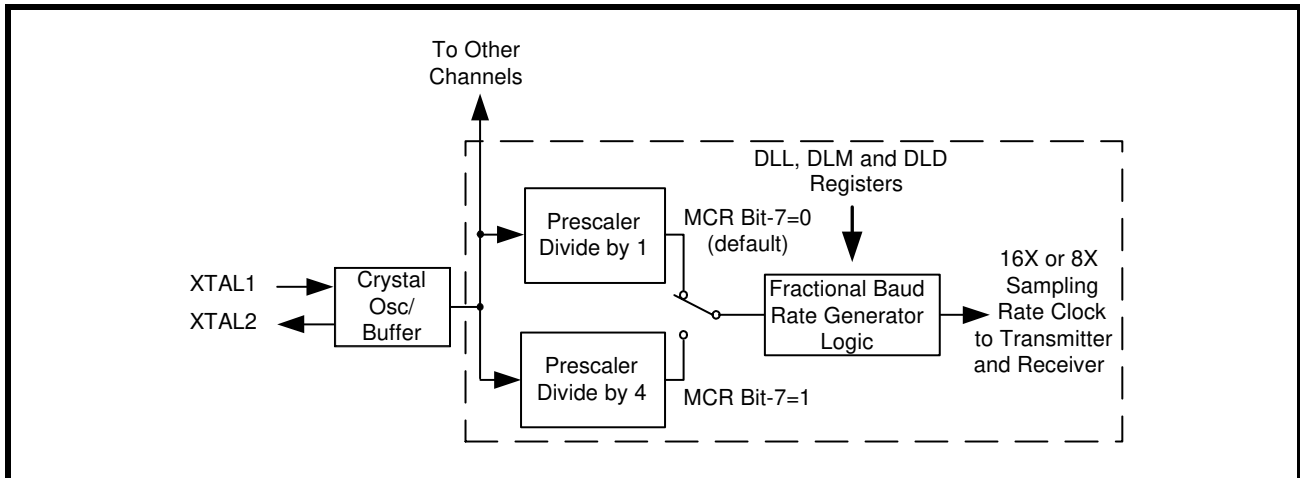 To Other
Channels
DLL, DLM and DLD
Registers
Prescaler
Divide by 1
MCR Bit-7=0
(default)
XTAL1
XTAL2
Crystal
Osc/
Buffer
Fractional Baud
Rate Generator
Logic
16X or 8X
Sampling
Rate Clock
to Transmitter
and Receiver
Prescaler
Divide by 4
MCR Bit-7=1